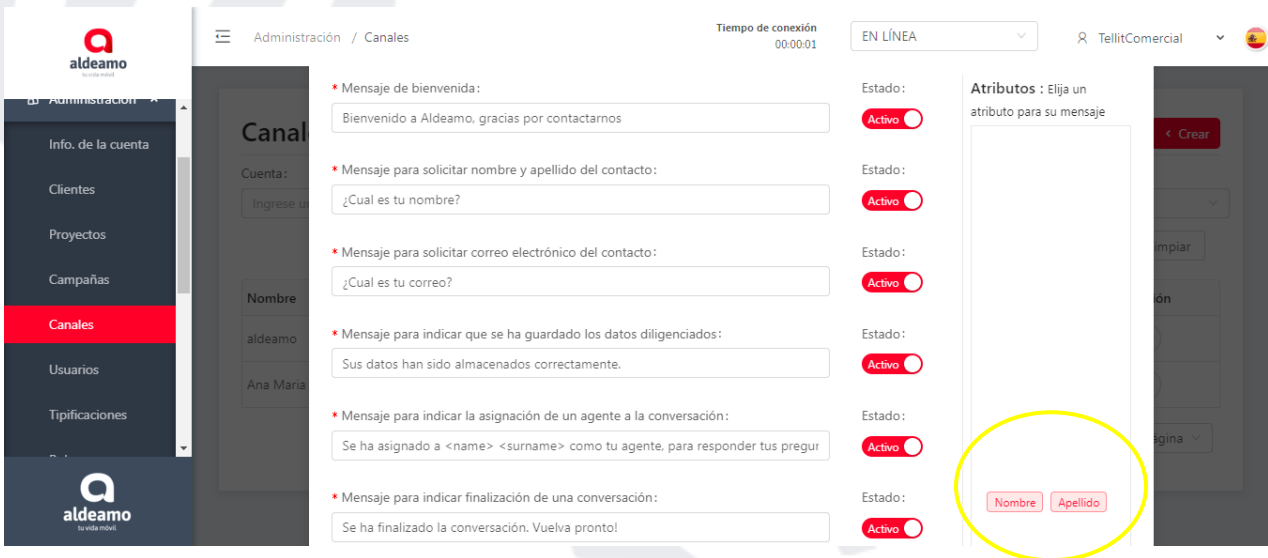 aldeamo
tu vida móvil
Administración / Canales
Tiempo de conexión
00:00:01
EN LÍNEA
TellitComercial
Administración
Info. de la cuenta
Clientes
Proyectos
Campañas
Canales
Usuarios
Tipificaciones
aldeamo
tu vida móvil
Canal
< Crear
Cuenta:
Ingrese u
impiar
Nombre
ión
aldeamo
Ana Maria
ágina
* Mensaje de bienvenida:
Estado:
Bienvenido a Aldeamo, gracias por contactarnos
Activo
* Mensaje para solicitar nombre y apellido del contacto:
Estado:
¿Cual es tu nombre?
Activo
* Mensaje para solicitar correo electrónico del contacto:
Estado:
¿Cual es tu correo?
Activo
* Mensaje para indicar que se ha guardado los datos diligenciados:
Estado:
Sus datos han sido almacenados correctamente.
Activo
* Mensaje para indicar la asignación de un agente a la conversación:
Estado:
Se ha asignado a <name> <surname> como tu agente, para responder tus pregur
Activo
* Mensaje para indicar finalización de una conversación:
Estado:
Se ha finalizado la conversación. Vuelva pronto!
Activo
Atributos : Elija un
atributo para su mensaje
Nombre Apellido